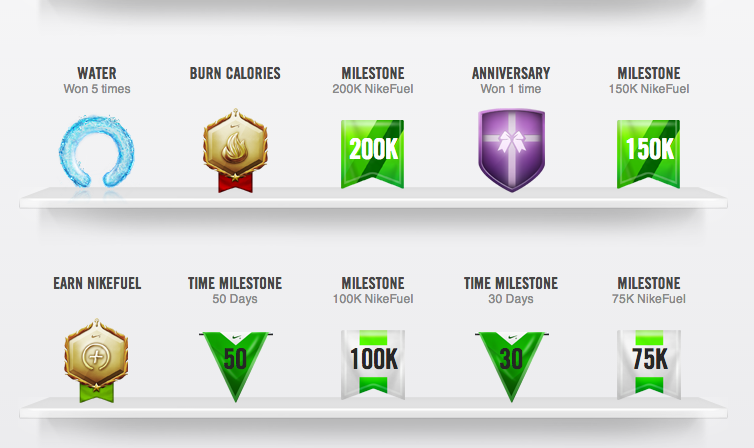 WATER
Won 5 times
BURN CALORIES
MILESTONE
200K NikeFuel
ANNIVERSARY
Won 1 time
MILESTONE
150K NikeFuel
200K
150K
EARN NIKEFUEL
TIME MILESTONE
50 Days
MILESTONE
100K NikeFuel
TIME MILESTONE
30 Days
MILESTONE
75K NikeFuel
50
100K
30
75K